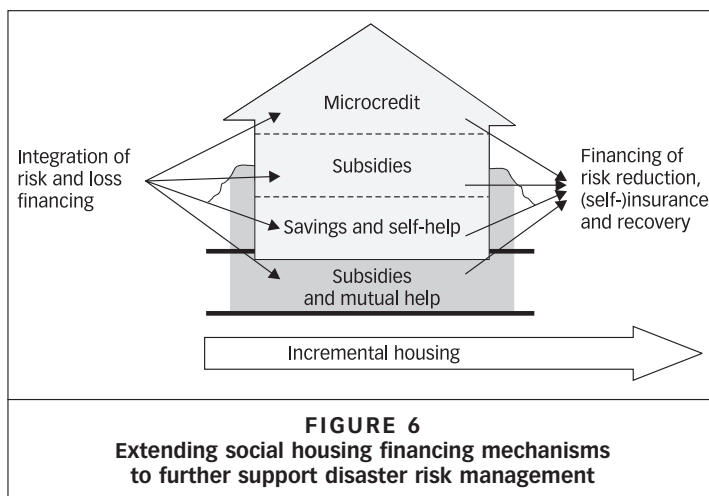 Microcredit
Integration of
risk and loss
financing
Subsidies
Financing of
risk reduction,
(self-)insurance
and recovery
Savings and self-help
Subsidies
and mutual help
Incremental housing
FIGURE 6
Extending social housing financing mechanisms
to further support disaster risk management